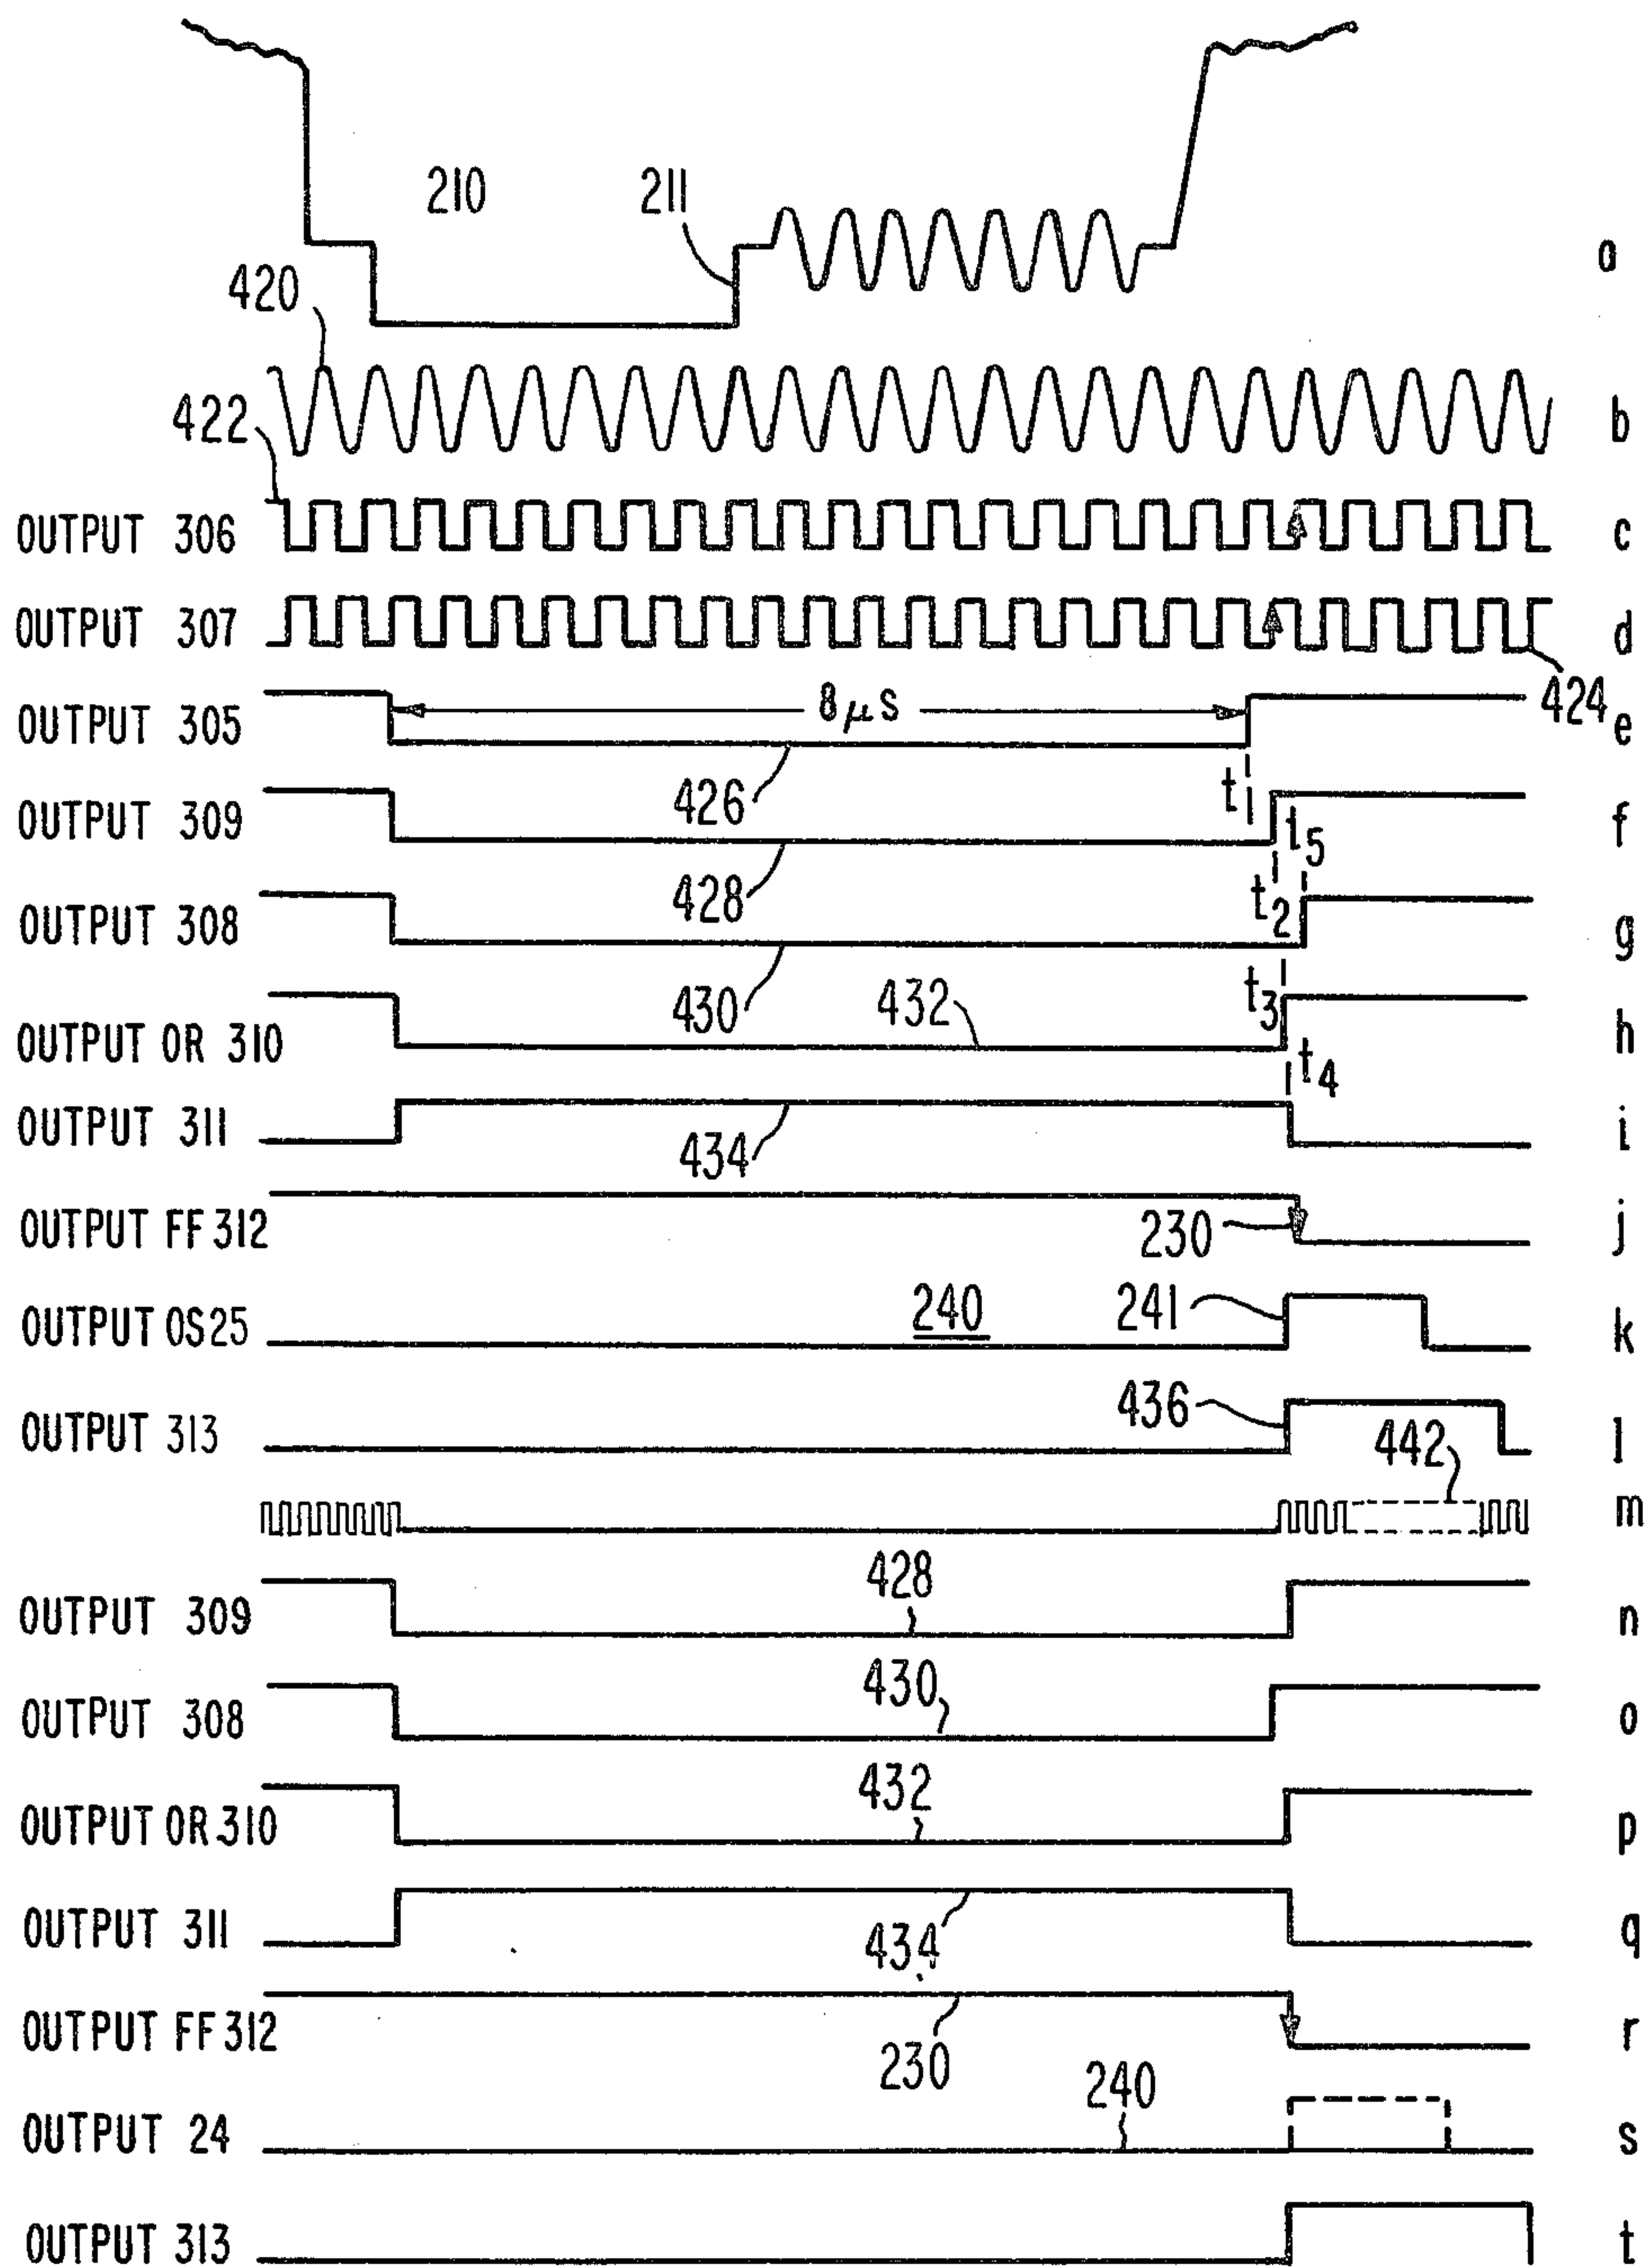 210
211
a
420
b
422
OUTPUT 306
c
OUTPUT 307
d
424
OUTPUT 305
8μs
e
426
t1
OUTPUT 309
f
428
t5
t2
OUTPUT 308
g
430
432
t3
OUTPUT OR 310
h
t4
OUTPUT 311
i
434
OUTPUT FF 312
230
j
OUTPUT OS25
240
241
k
OUTPUT 313
436
l
442
m
OUTPUT 309
428
n
OUTPUT 308
430
o
OUTPUT OR 310
432
p
OUTPUT 311
434
q
OUTPUT FF 312
230
r
OUTPUT 24
240
s
OUTPUT 313
t